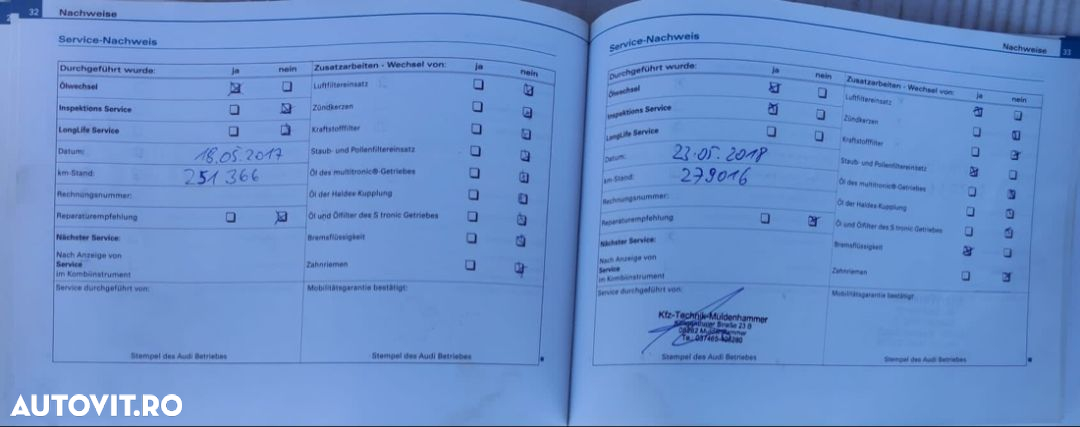 32 Nachweise
Service-Nachweis
Durchgeführt wurde: ja nein
Ölwechsel
Inspektions Service
LongLife Service
Datum: 18.05.2017
km-Stand: 251 366
Rechnungsnummer:
Reparaturempfehlung
Nächster Service:
Nach Anzeige von
Service
im Kombiinstrument
Service durchgeführt von:
Stempel des Audi Betriebes
Zusatzarbeiten - Wechsel von: ja nein
Luftfiltereinsatz
Zündkerzen
Kraftstofffilter
Staub- und Pollenfiltereinsatz
Öl des multitronic®-Getriebes
Öl der Haldex-Kupplung
Öl und Ölfilter des S tronic Getriebes
Bremsflüssigkeit
Zahnriemen
Mobilitätsgarantie bestätigt:
Stempel des Audi Betriebes
Nachweise 33
Service-Nachweis
Durchgeführt wurde: ja nein
Ölwechsel
Inspektions Service
LongLife Service
Datum: 23.05.2018
km-Stand: 279016
Rechnungsnummer:
Reparaturempfehlung
Nächster Service:
Nach Anzeige von
Service
im Kombiinstrument
Service durchgeführt von:
Kfz-Technik-Muldenhammer
Straße 23 B
Stempel des Audi Betriebes
Zusatzarbeiten - Wechsel von: ja nein
Luftfiltereinsatz
Zündkerzen
Kraftstofffilter
Staub- und Pollenfiltereinsatz
Öl des multitronic®-Getriebes
Öl der Haldex-Kupplung
Öl und Ölfilter des S tronic Getriebes
Bremsflüssigkeit
Zahnriemen
Mobilitätsgarantie bestätigt:
Stempel des Audi Betriebes
AUTOVIT.RO